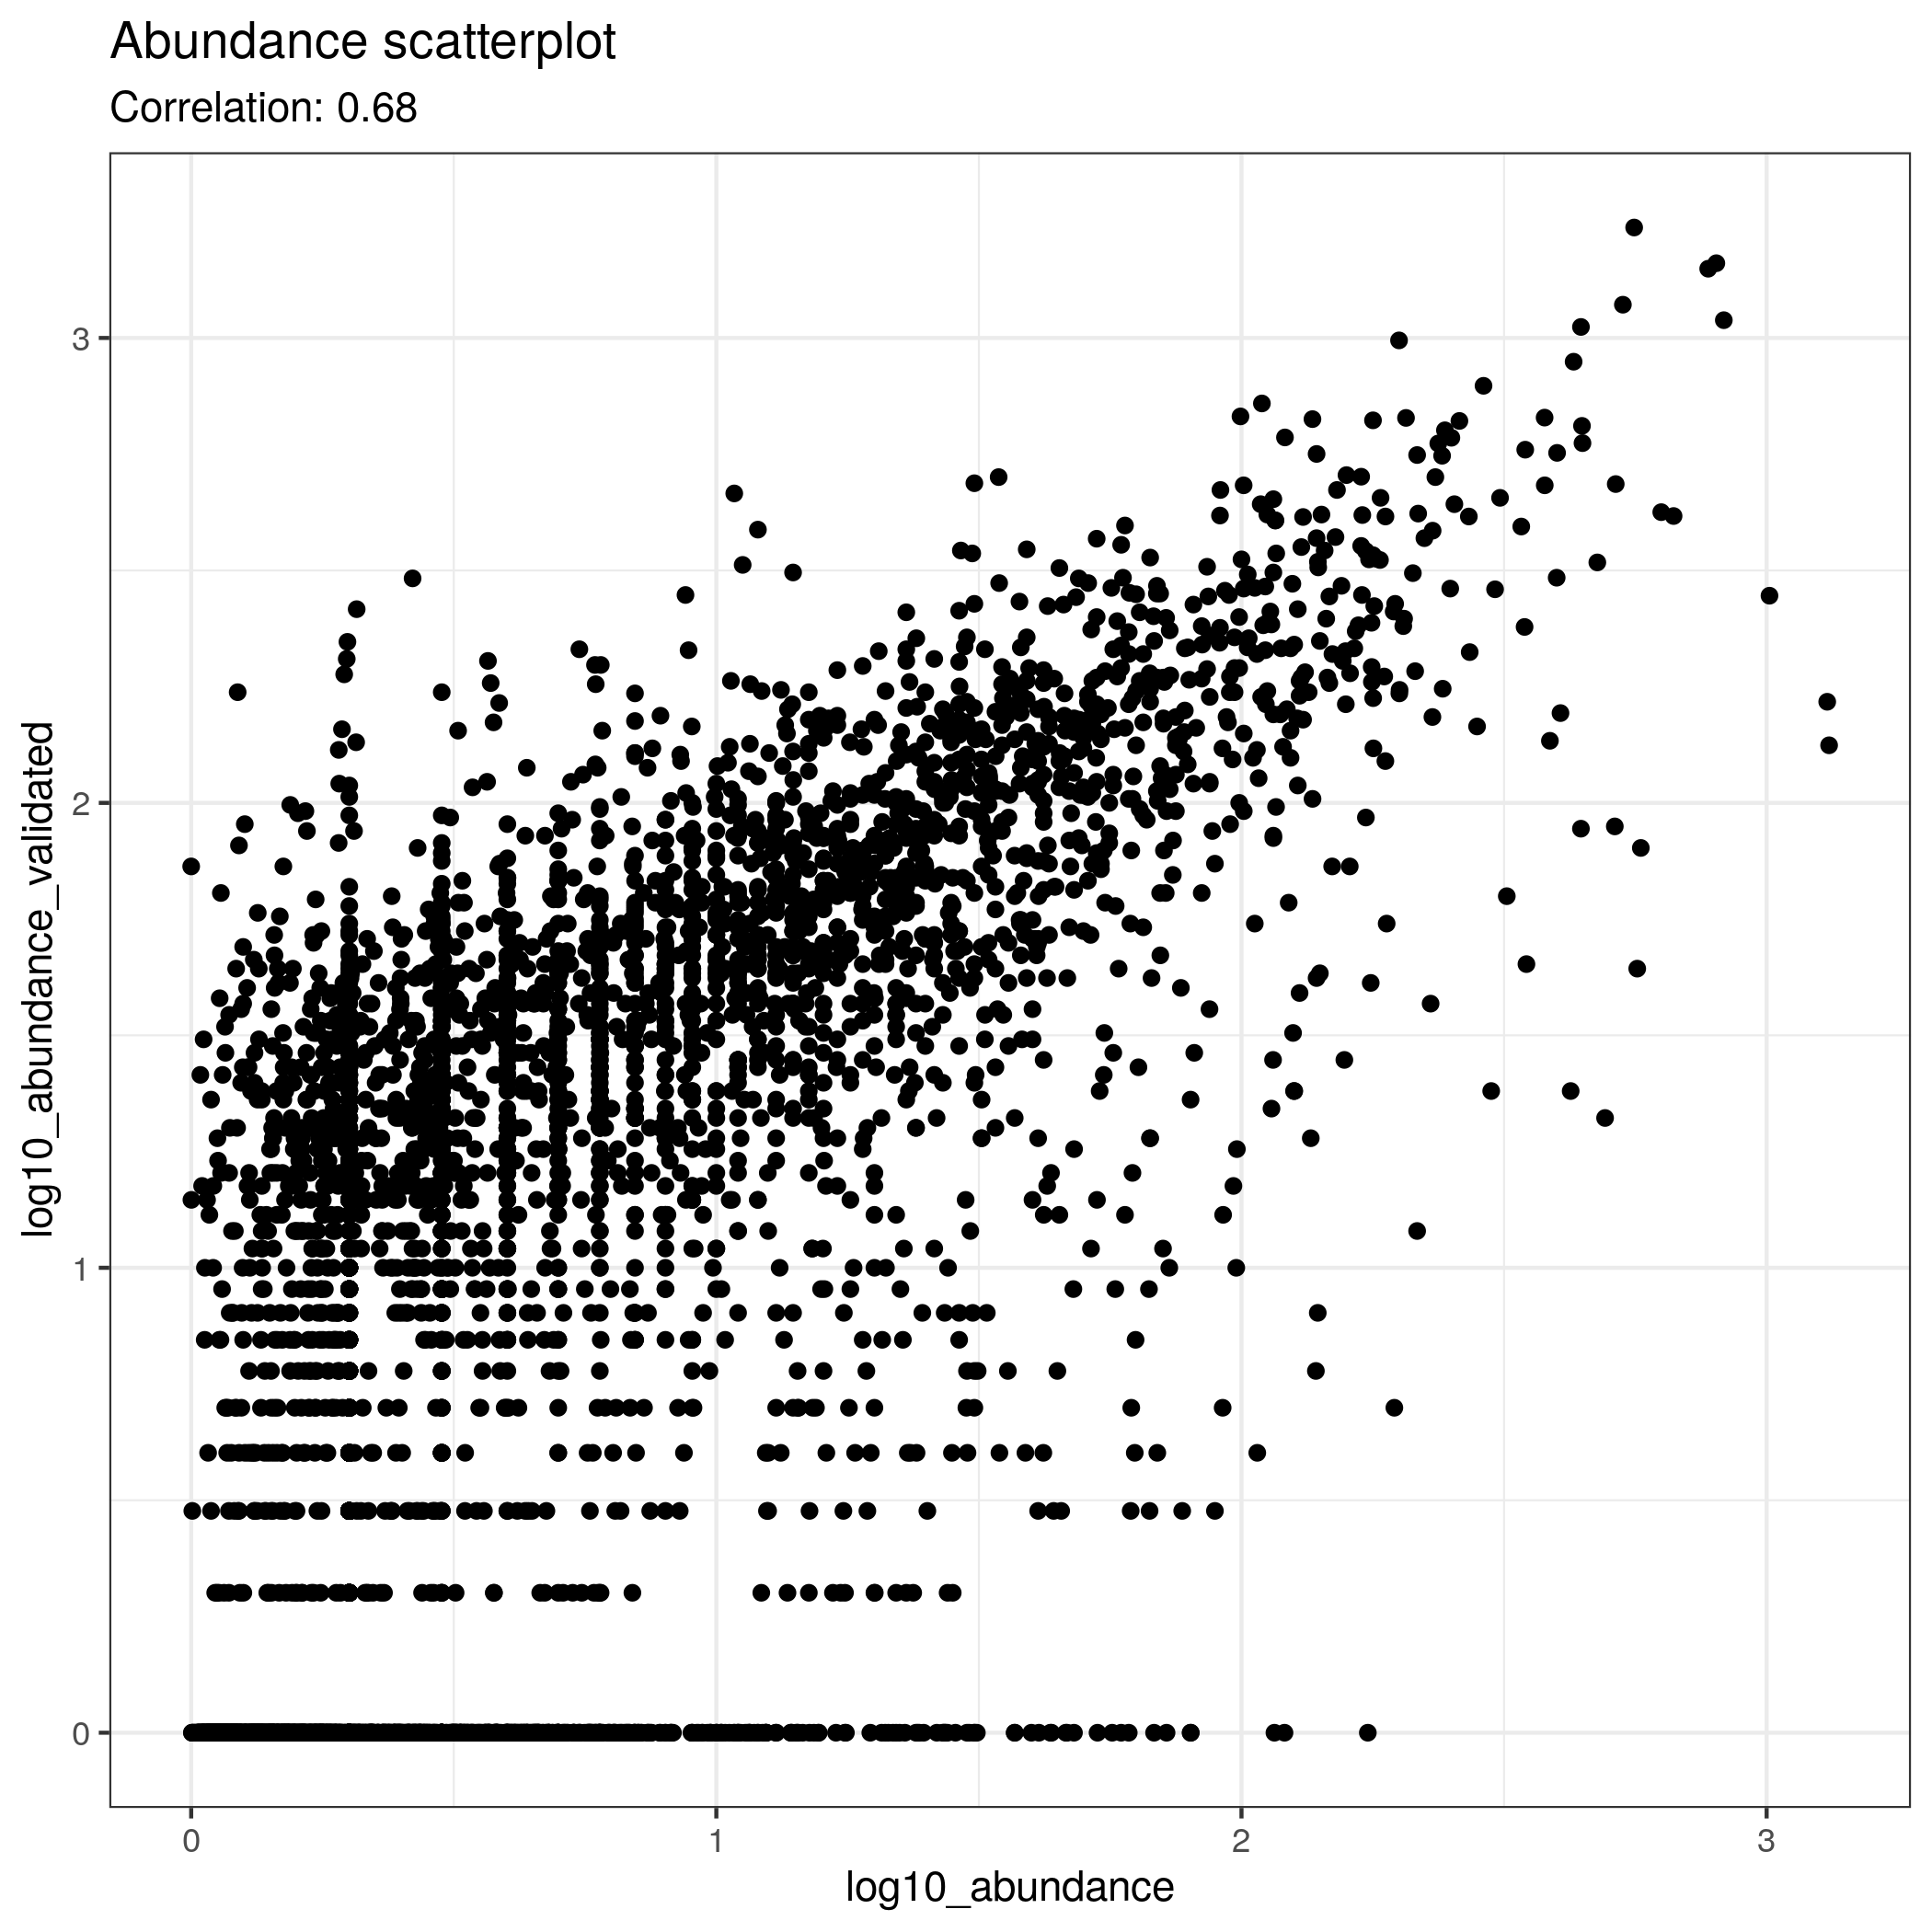 Abundance scatterplot
Correlation: 0.68
log10_abundance_validated
3
2
1
0
0 1 2 3
log10_abundance